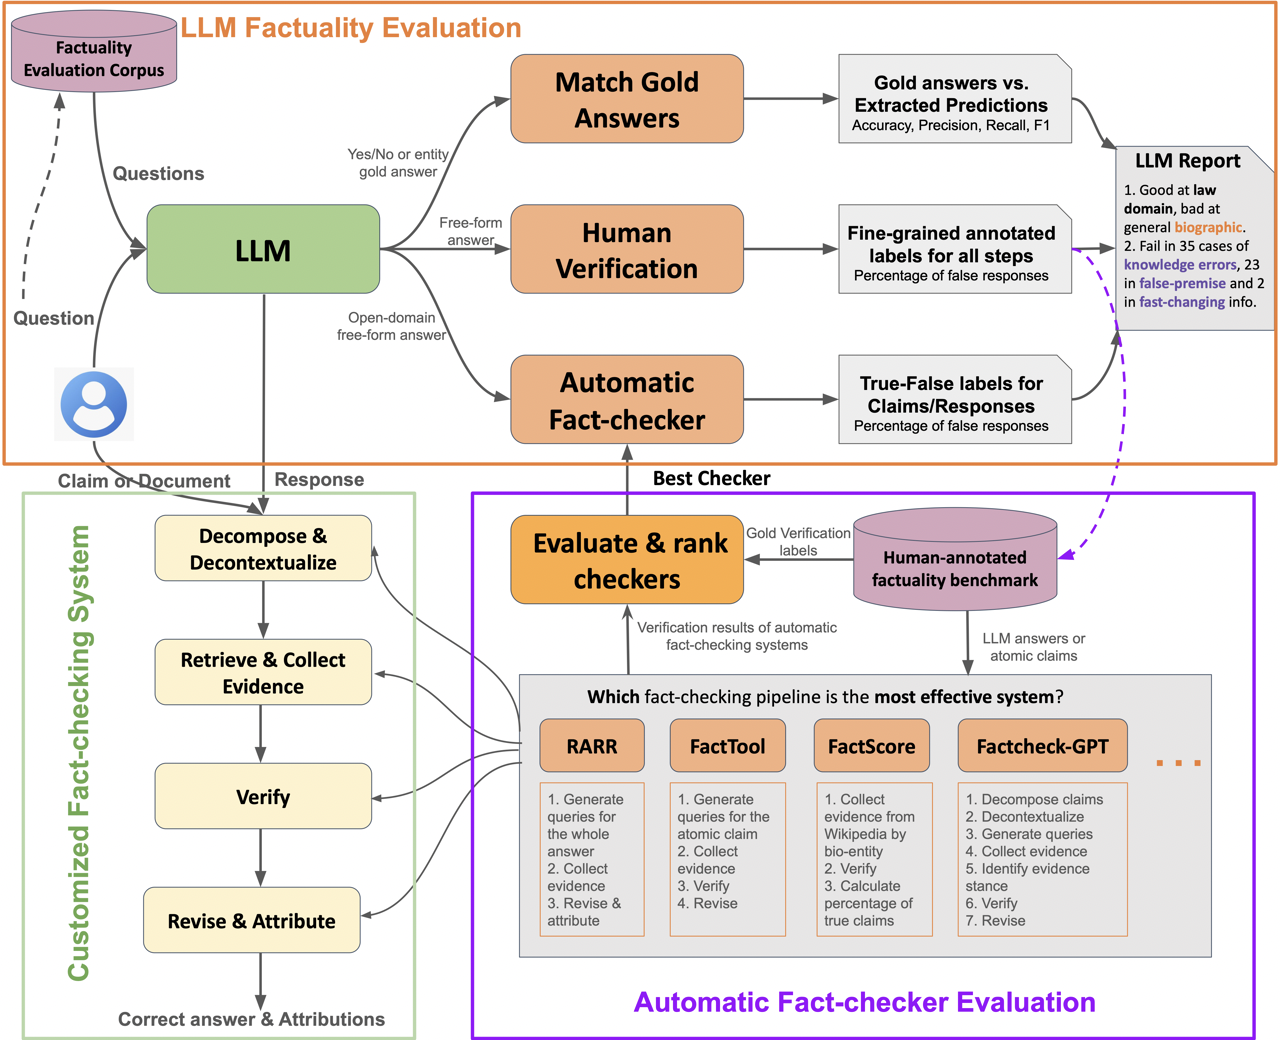 LLM Factuality Evaluation
Factuality
Evaluation Corpus
Questions
Question
LLM
Yes/No or entity
gold answer
Free-form
answer
Open-domain
free-form answer
Match Gold
Answers
Human
Verification
Automatic
Fact-checker
Gold answers vs.
Extracted Predictions
Accuracy, Precision, Recall, F1
Fine-grained annotated
labels for all steps
Percentage of false responses
True-False labels for
Claims/Responses
Percentage of false responses
LLM Report
1. Good at law
domain, bad at
general biographic.
2. Fail in 35 cases of
knowledge errors, 23
in false-premise and 2
in fast-changing info.
Claim or Document
Response
Best Checker
Customized Fact-checking System
Decompose &
Decontextualize
Retrieve & Collect
Evidence
Verify
Revise & Attribute
Correct answer & Attributions
Evaluate & rank
checkers
Gold Verification
labels
Human-annotated
factuality benchmark
Verification results of automatic
fact-checking systems
LLM answers or
atomic claims
Which fact-checking pipeline is the most effective system?
RARR
1. Generate
queries for
the whole
answer
2. Collect
evidence
3. Revise &
attribute
FactTool
1. Generate
queries for the
atomic claim
2. Collect
evidence
3. Verify
4. Revise
FactScore
1. Collect
evidence from
Wikipedia by
bio-entity
2. Verify
3. Calculate
percentage of
true claims
Factcheck-GPT
1. Decompose claims
2. Decontextualize
3. Generate queries
4. Collect evidence
5. Identify evidence
stance
6. Verify
7. Revise
...
Automatic Fact-checker Evaluation